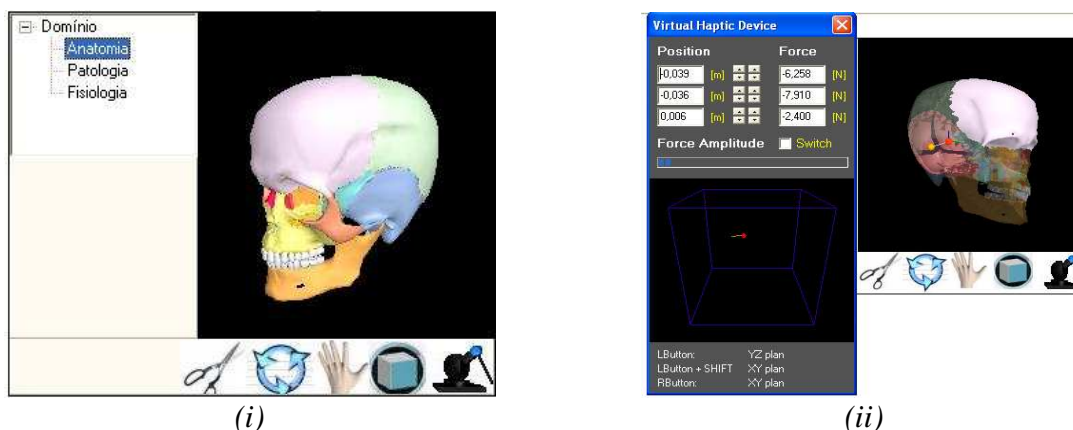 Domínio
Anatomia
Patologia
Fisiologia
(i)
Virtual Haptic Device
Position Force
-0,039 [m] -6,258 [N]
-0,036 [m] -7,910 [N]
0,006 [m] -2,400 [N]
Force Amplitude Switch
LButton: YZ plan
LButton + SHIFT XY plan
RButton: XY plan
(ii)